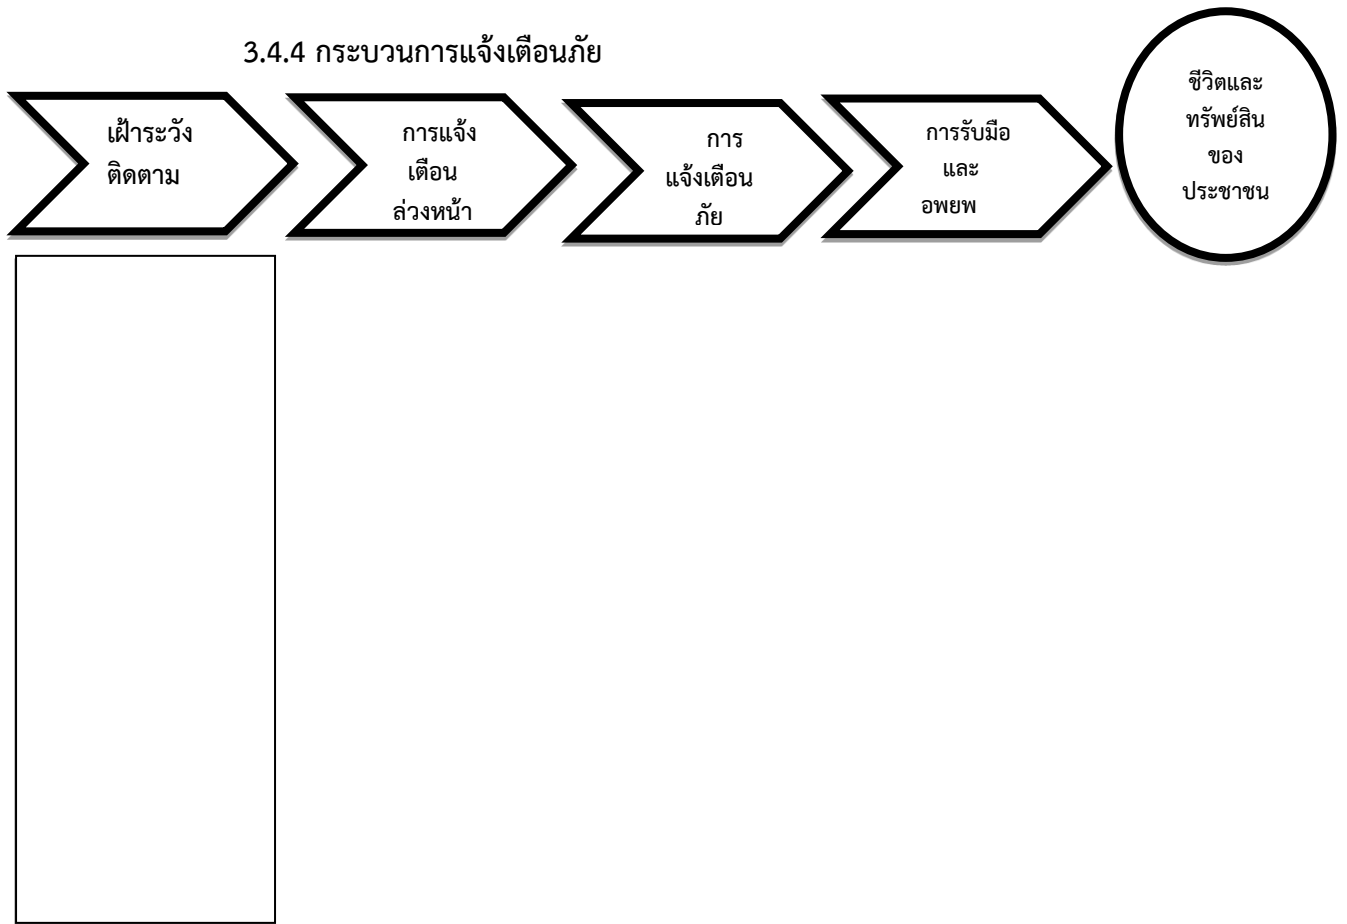 3.4.4 กระบวนการแจ้งเตือนภัย
เฝ้าระวัง
ติดตาม
การแจ้ง
เตือน
ล่วงหน้า
การ
แจ้งเตือน
ภัย
การรับมือ
และ
อพยพ
ชีวิตและ
ทรัพย์สิน
ของ
ประชาชน